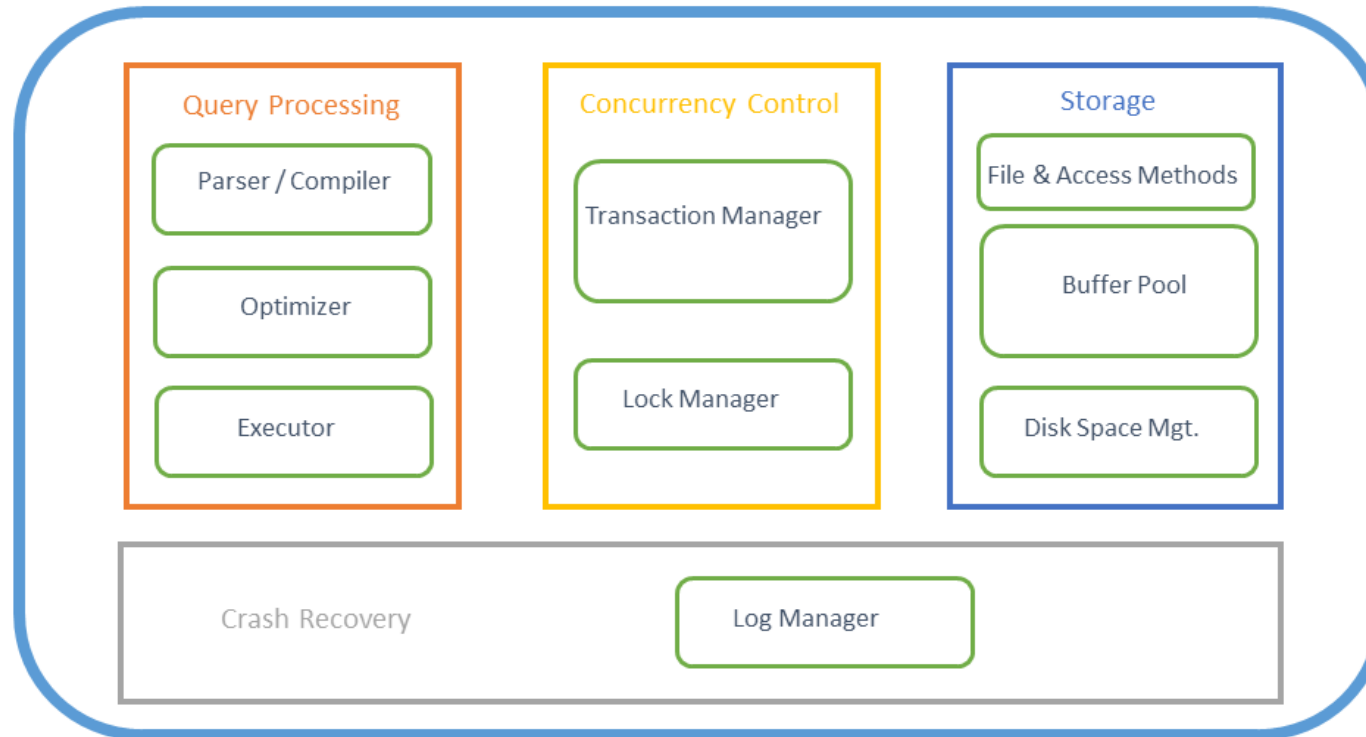 Query Processing
Parser / Compiler
Optimizer
Executor
Concurrency Control
Transaction Manager
Lock Manager
Storage
File & Access Methods
Buffer Pool
Disk Space Mgt.
Crash Recovery
Log Manager